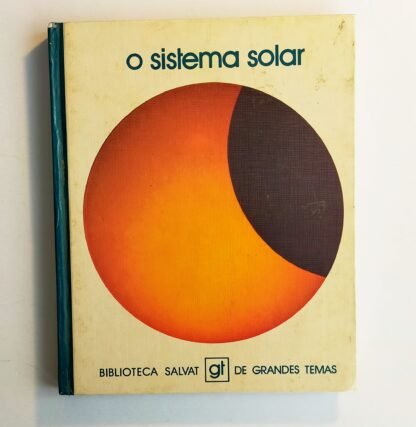 o sistema solar
BIBLIOTECA SALVAT gt DE GRANDES TEMAS